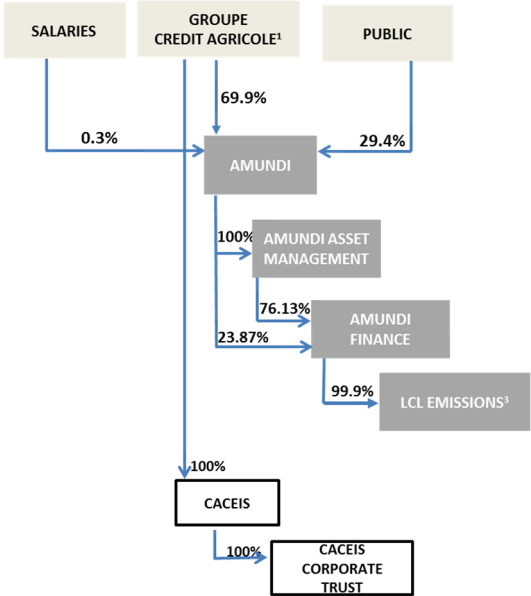 SALARIES
GROUPE
CREDIT AGRICOLE¹
PUBLIC
69.9%
0.3%
29.4%
AMUNDI
100%
AMUNDI ASSET
MANAGEMENT
76.13%
23.87%
AMUNDI
FINANCE
99.9%
LCL EMISSIONS³
100%
CACEIS
100%
CACEIS
CORPORATE
TRUST